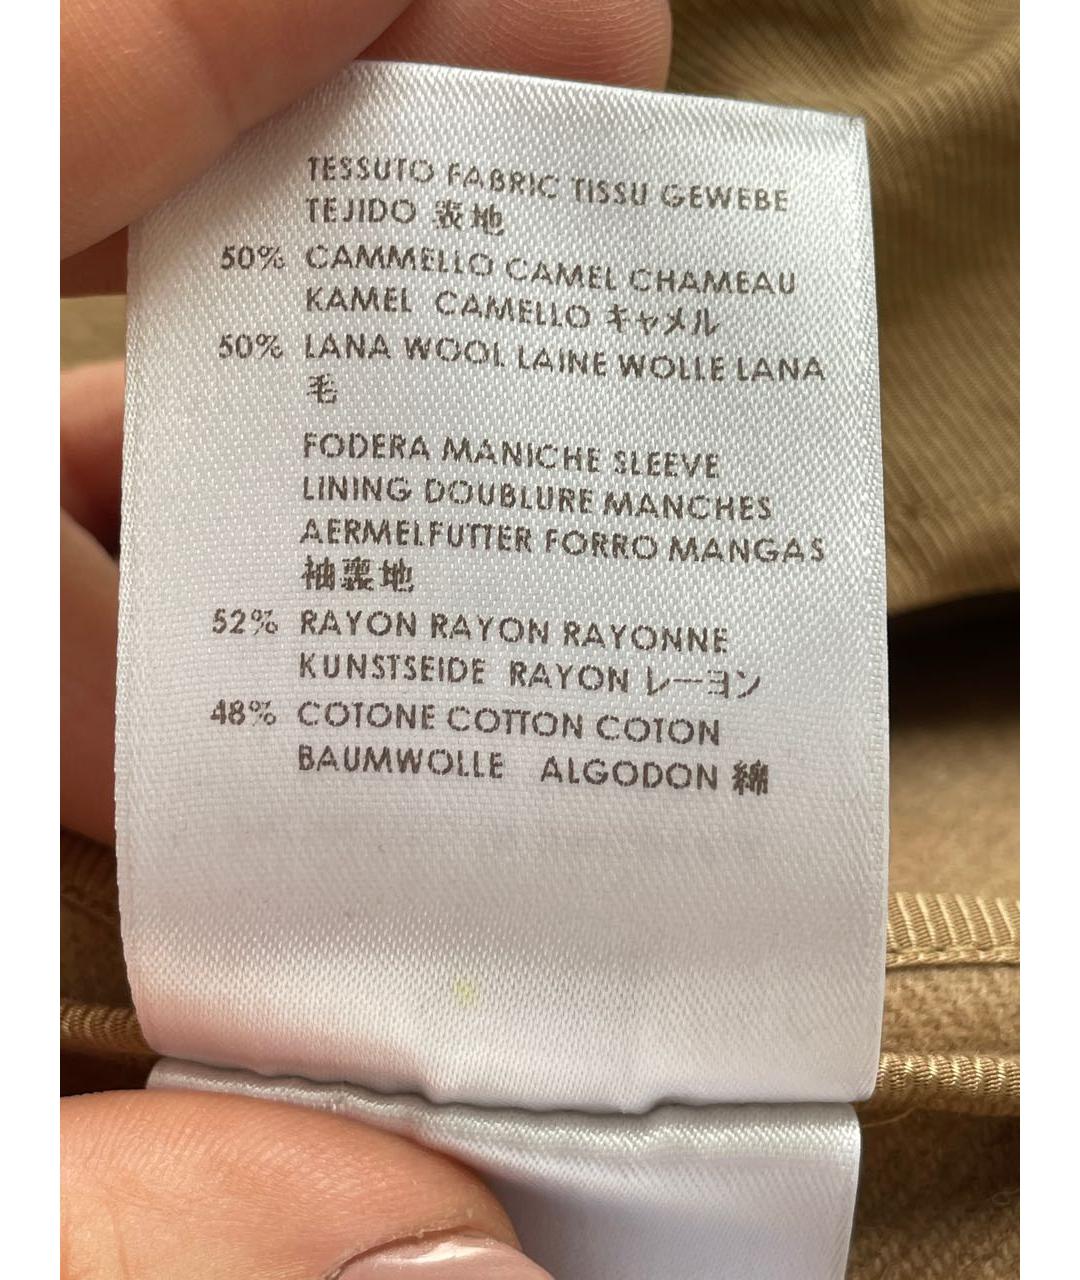 TESSUTO FABRIC TISSU GEWEBE
TEJIDO 表地
50% CAMMELLO CAMEL CHAMEAU
KAMEL CAMELLO キャメル
50% LANA WOOL LAINE WOLLE LANA
毛
FODERA MANICHE SLEEVE
LINING DOUBLURE MANCHES
AERMELFUTTER FORRO MANGAS
袖裏地
52% RAYON RAYON RAYONNE
KUNSTSEIDE RAYON レーヨン
48% COTONE COTTON COTON
BAUMWOLLE ALGODON 綿